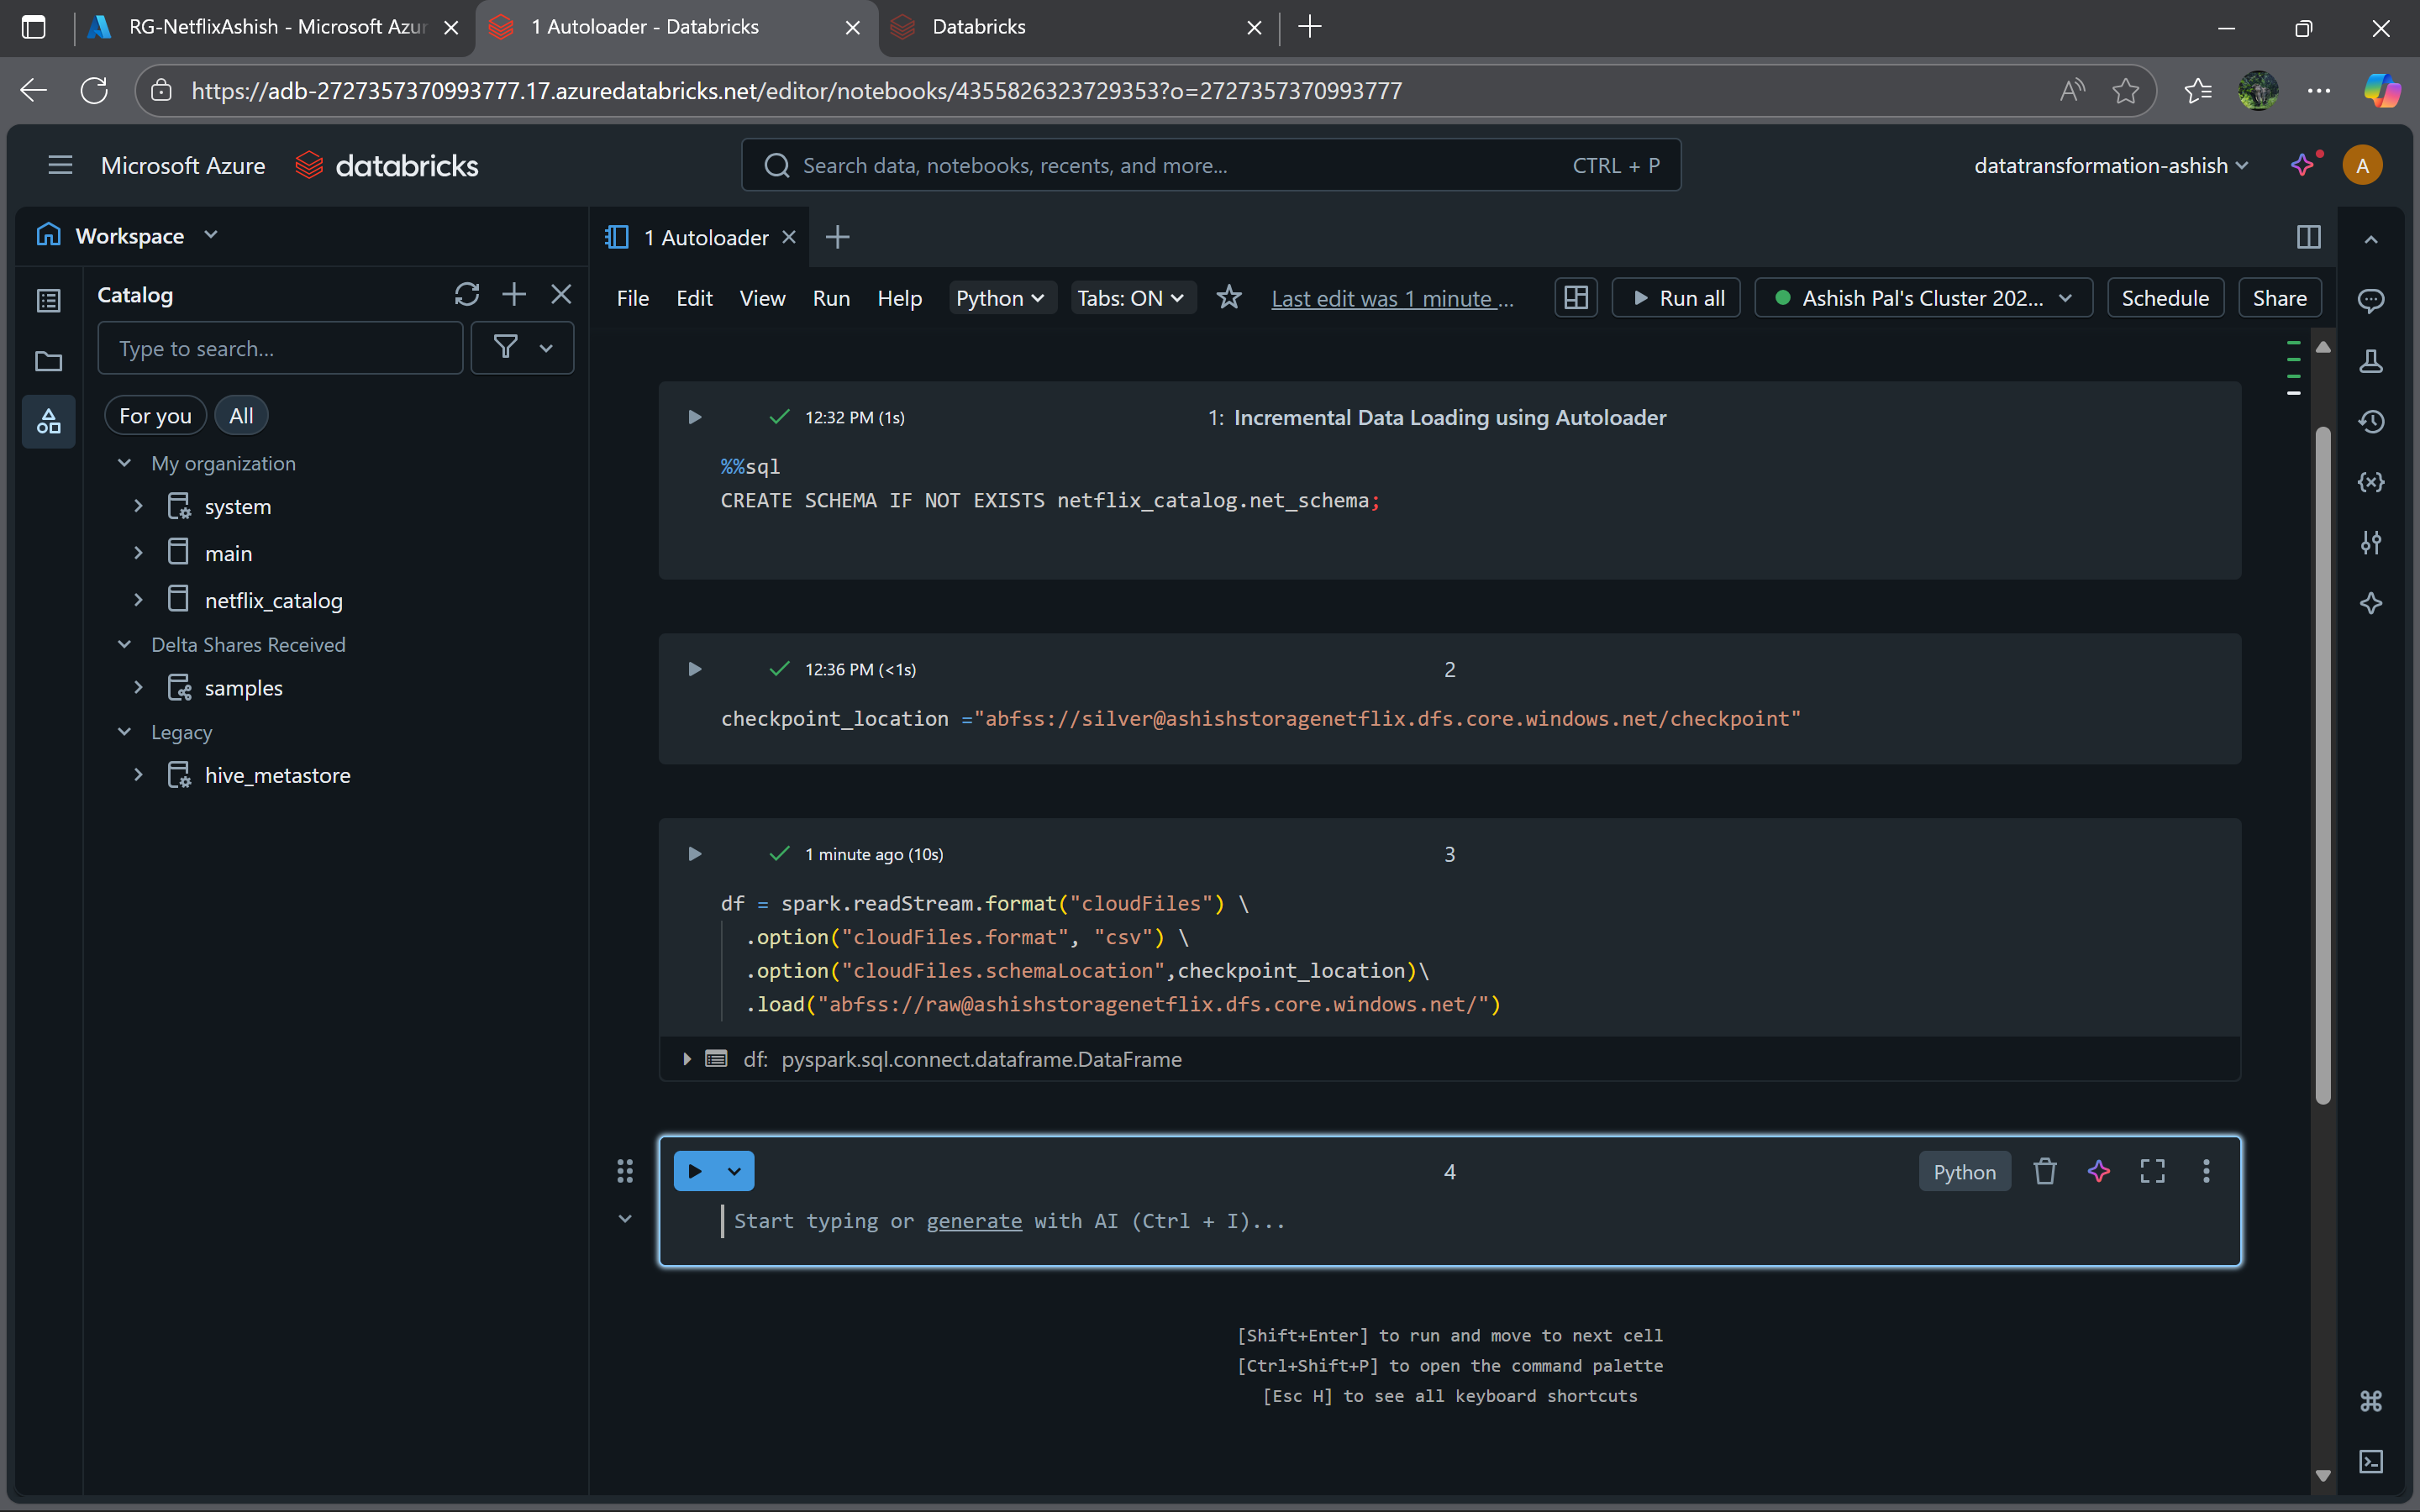 RG-NetflixAshish - Microsoft Azur
1 Autoloader - Databricks
Databricks
https://adb-2727357370993777.17.azuredatabricks.net/editor/notebooks/4355826323729353?o=2727357370993777
Microsoft Azure databricks
Search data, notebooks, recents, and more... CTRL + P
datatransformation-ashish
A
Workspace
1 Autoloader
Catalog
File Edit View Run Help Python Tabs: ON Last edit was 1 minute ... Run all Ashish Pal's Cluster 202... Schedule Share
Type to search...
For you All
My organization
system
main
netflix_catalog
Delta Shares Received
samples
Legacy
hive_metastore
12:32 PM (1s) 1: Incremental Data Loading using Autoloader
%%sql
CREATE SCHEMA IF NOT EXISTS netflix_catalog.net_schema;
12:36 PM (<1s) 2
checkpoint_location ="abfss://silver@ashishstoragenetflix.dfs.core.windows.net/checkpoint"
1 minute ago (10s) 3
df = spark.readStream.format("cloudFiles") \
.option("cloudFiles.format", "csv") \
.option("cloudFiles.schemaLocation",checkpoint_location)\
.load("abfss://raw@ashishstoragenetflix.dfs.core.windows.net/")
df: pyspark.sql.connect.dataframe.DataFrame
4 Python
Start typing or generate with AI (Ctrl + I)...
[Shift+Enter] to run and move to next cell
[Ctrl+Shift+P] to open the command palette
[Esc H] to see all keyboard shortcuts